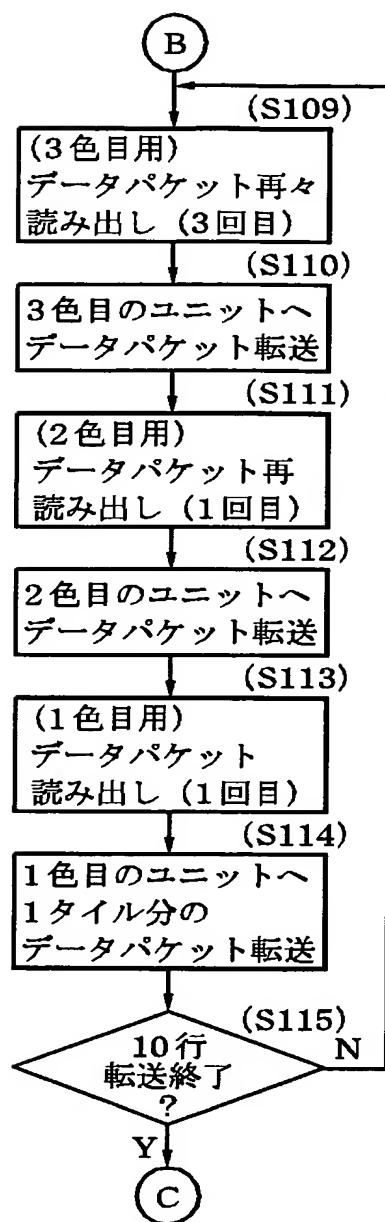 B
(S109)
(3色目用)
データパケット再々
読み出し (3回目)
(S110)
3色目のユニットへ
データパケット転送
(S111)
(2色目用)
データパケット再
読み出し (1回目)
(S112)
2色目のユニットへ
データパケット転送
(S113)
(1色目用)
データパケット
読み出し (1回目)
(S114)
1色目のユニットへ
1タイル分の
データパケット転送
(S115)
10行
転送終了
?
N
Y
C